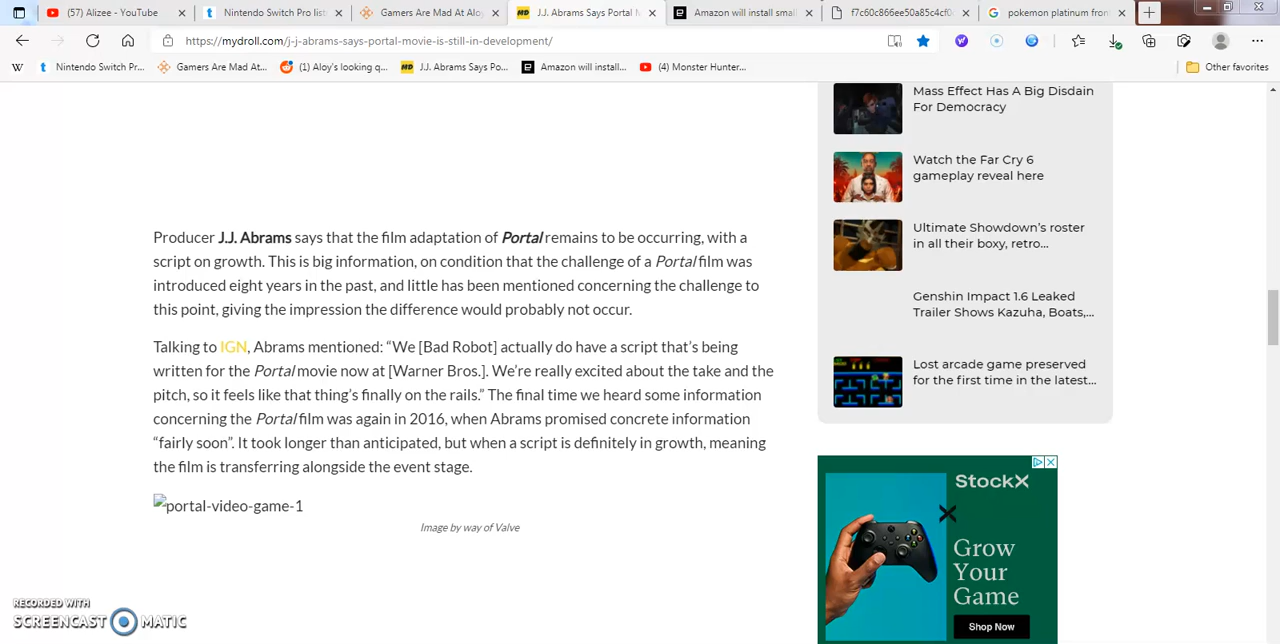 (57) Alizee - YouTube
Nintendo Switch Pro list
Gamers Are Mad At Aloy
J.J. Abrams Says Portal M
Amazon will install small
f7c60c866ee50a85c4cf0
pokemon platinum fron
https://mydroll.com/j-j-abrams-says-portal-movie-is-still-in-development/
W
Nintendo Switch Pr...
Gamers Are Mad At...
(1) Aloy's looking q...
J.J. Abrams Says Po...
Amazon will install...
(4) Monster Hunter...
Other favorites
Producer J.J. Abrams says that the film adaptation of Portal remains to be occurring, with a
script on growth. This is big information, on condition that the challenge of a Portal film was
introduced eight years in the past, and little has been mentioned concerning the challenge to
this point, giving the impression the difference would probably not occur.
Talking to IGN, Abrams mentioned: “We [Bad Robot] actually do have a script that’s being
written for the Portal movie now at [Warner Bros.]. We’re really excited about the take and the
pitch, so it feels like that thing’s finally on the rails.” The final time we heard some information
concerning the Portal film was again in 2016, when Abrams promised concrete information
“fairly soon”. It took longer than anticipated, but when a script is definitely in growth, meaning
the film is transferring alongside the event stage.
portal-video-game-1
Image by way of Valve
Mass Effect Has A Big Disdain
For Democracy
Watch the Far Cry 6
gameplay reveal here
Ultimate Showdown’s roster
in all their boxy, retro...
Genshin Impact 1.6 Leaked
Trailer Shows Kazuha, Boats,...
Lost arcade game preserved
for the first time in the latest...
StockX
Grow
Your
Game
Shop Now
RECORDED WITH
SCREENCAST MATIC